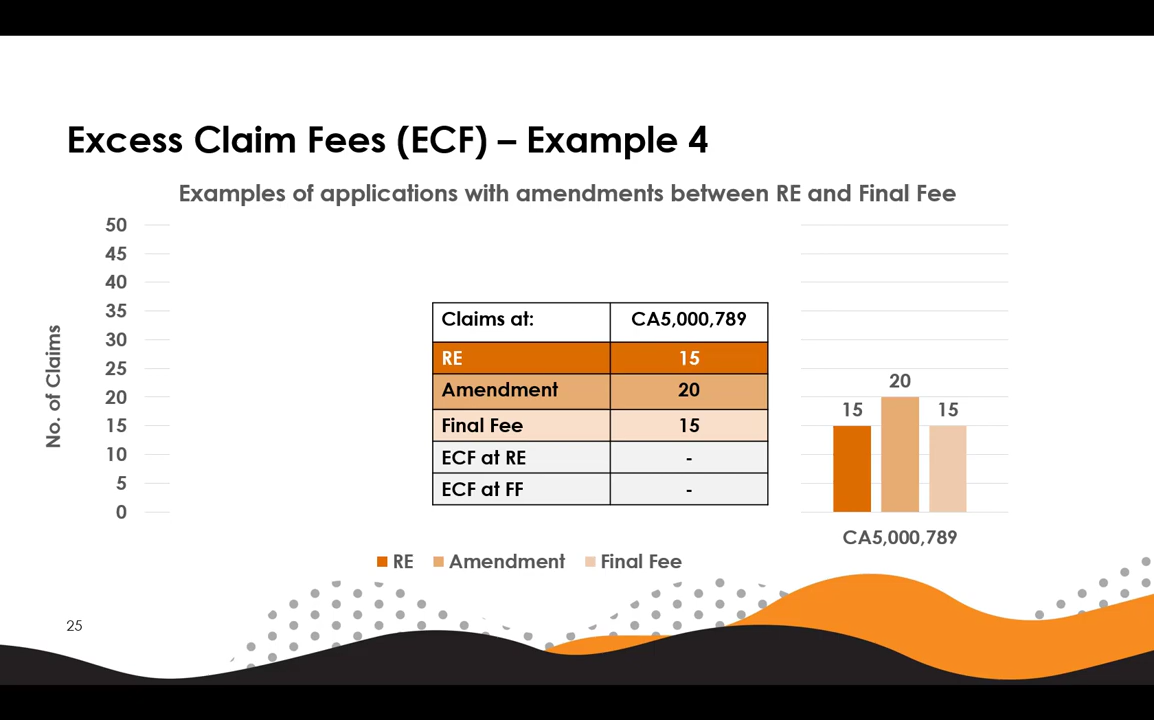 Excess Claim Fees (ECF) – Example 4
Examples of applications with amendments between RE and Final Fee
No. of Claims
50
45
40
35
30
25
20
15
10
5
0
Claims at: CA5,000,789
RE 15
Amendment 20
Final Fee 15
ECF at RE -
ECF at FF -
15 20 15
CA5,000,789
RE Amendment Final Fee
25